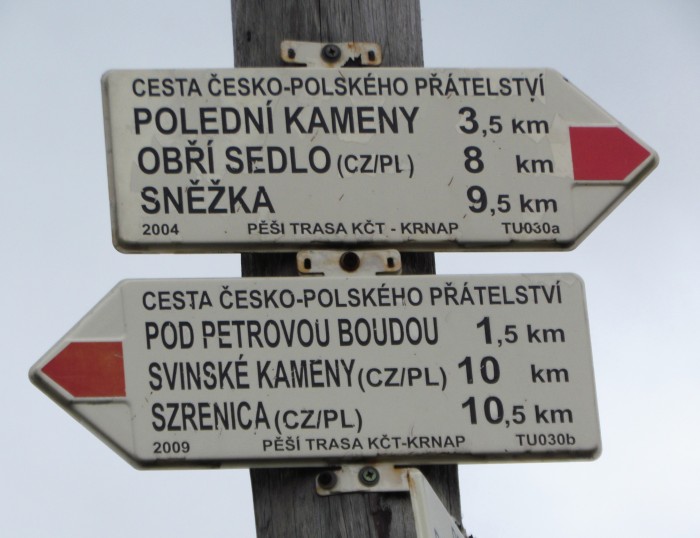 CESTA ČESKO-POLSKÉHO PŘÁTELSTVÍ
POLEDNÍ KAMENY 3,5 km
OBŘÍ SEDLO (CZ/PL) 8 km
SNĚŽKA 9,5 km
2004 PĚŠÍ TRASA KČT - KRNAP TU030a
CESTA ČESKO-POLSKÉHO PŘÁTELSTVÍ
POD PETROVOU BOUDOU 1,5 km
SVINSKÉ KAMENY (CZ/PL) 10 km
SZRENICA (CZ/PL) 10,5 km
2009 PĚŠÍ TRASA KČT-KRNAP TU030b